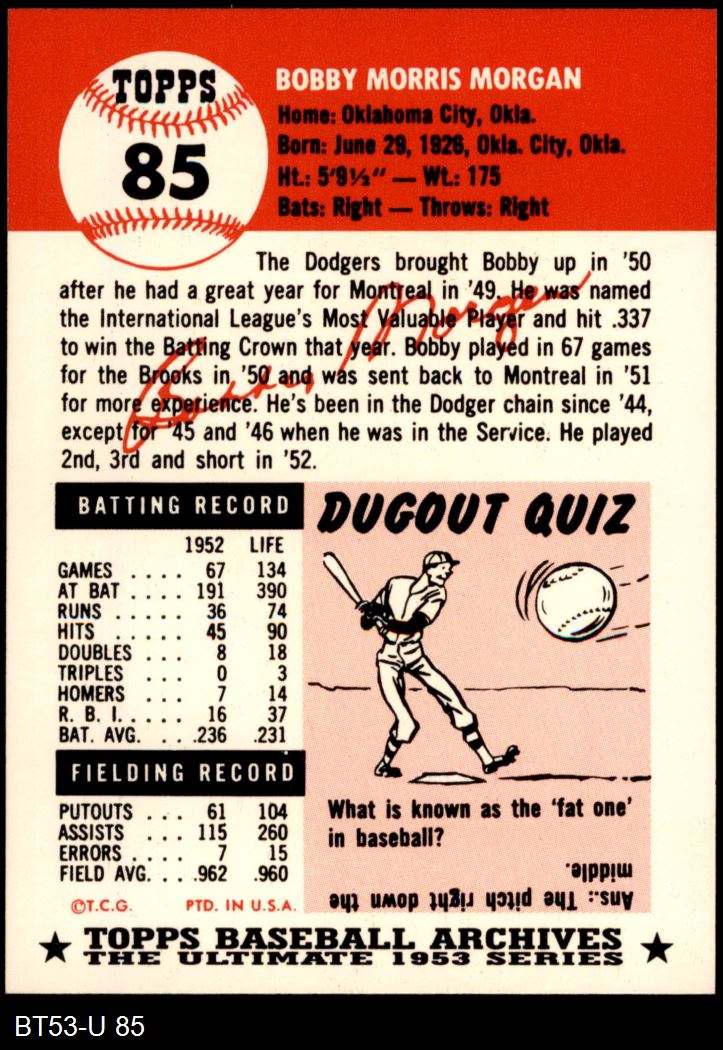 TOPPS
85
BOBBY MORRIS MORGAN
Home: Oklahoma City, Okla.
Born: June 29, 1926, Okla. City, Okla.
Ht.: 5'9½" — Wt.: 175
Bats: Right — Throws: Right
The Dodgers brought Bobby up in '50
after he had a great year for Montreal in '49. He was named
the International League's Most Valuable Player and hit .337
to win the Batting Crown that year. Bobby played in 67 games
for the Brooks in '50 and was sent back to Montreal in '51
for more experience. He's been in the Dodger chain since '44,
except for '45 and '46 when he was in the Service. He played
2nd, 3rd and short in '52.
Bobby Morgan
BATTING RECORD
1952 LIFE
GAMES .... 67 134
AT BAT .... 191 390
RUNS ..... 36 74
HITS ..... 45 90
DOUBLES ... 8 18
TRIPLES ... 0 3
HOMERS ... 7 14
R. B. I. .... 16 37
BAT. AVG. ... .236 .231
FIELDING RECORD
PUTOUTS ... 61 104
ASSISTS ... 115 260
ERRORS .... 7 15
FIELD AVG. ... .962 .960
©T.C.G. PTD. IN U.S.A.
DUGOUT QUIZ
What is known as the 'fat one'
in baseball?
Ans.: The pitch right down the
middle.
★ TOPPS BASEBALL ARCHIVES ★
THE ULTIMATE 1953 SERIES
BT53-U 85